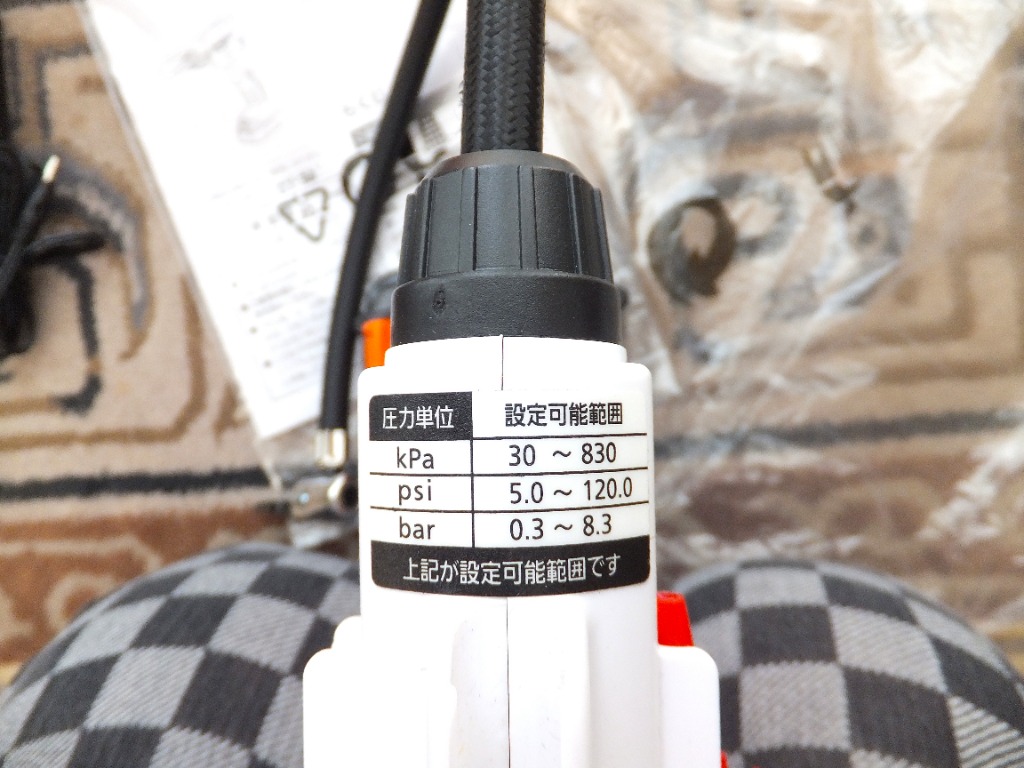 圧力単位 設定可能範囲
kPa 30 ～ 830
psi 5.0 ～ 120.0
bar 0.3 ～ 8.3
上記が設定可能範囲です